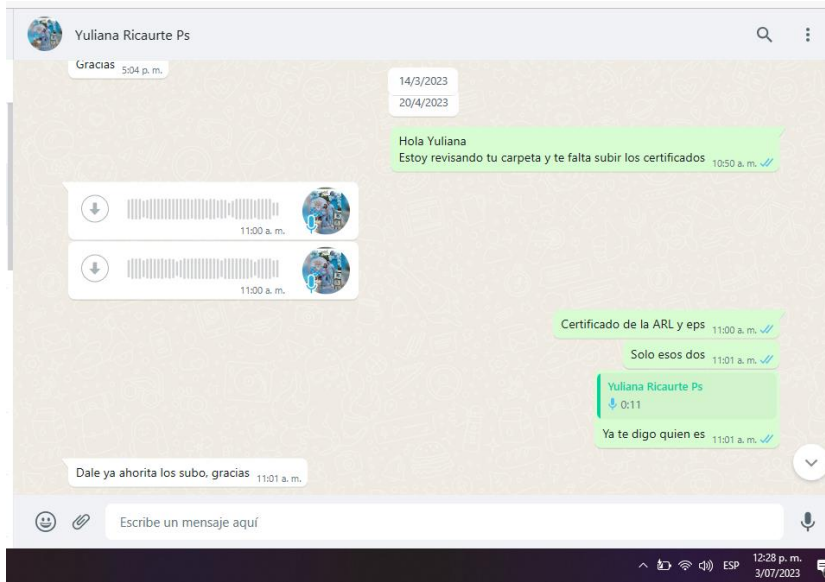 Yuliana Ricaurte Ps
Gracias 5:04 p. m.
14/3/2023
20/4/2023
Hola Yuliana
Estoy revisando tu carpeta y te falta subir los certificados 10:50 a. m.
11:00 a. m.
11:00 a. m.
Certificado de la ARL y eps 11:00 a. m.
Solo esos dos 11:01 a. m.
Yuliana Ricaurte Ps
0:11
Ya te digo quien es 11:01 a. m.
Dale ya ahorita los subo, gracias 11:01 a. m.
Escribe un mensaje aquí
ESP
12:28 p. m.
3/07/2023